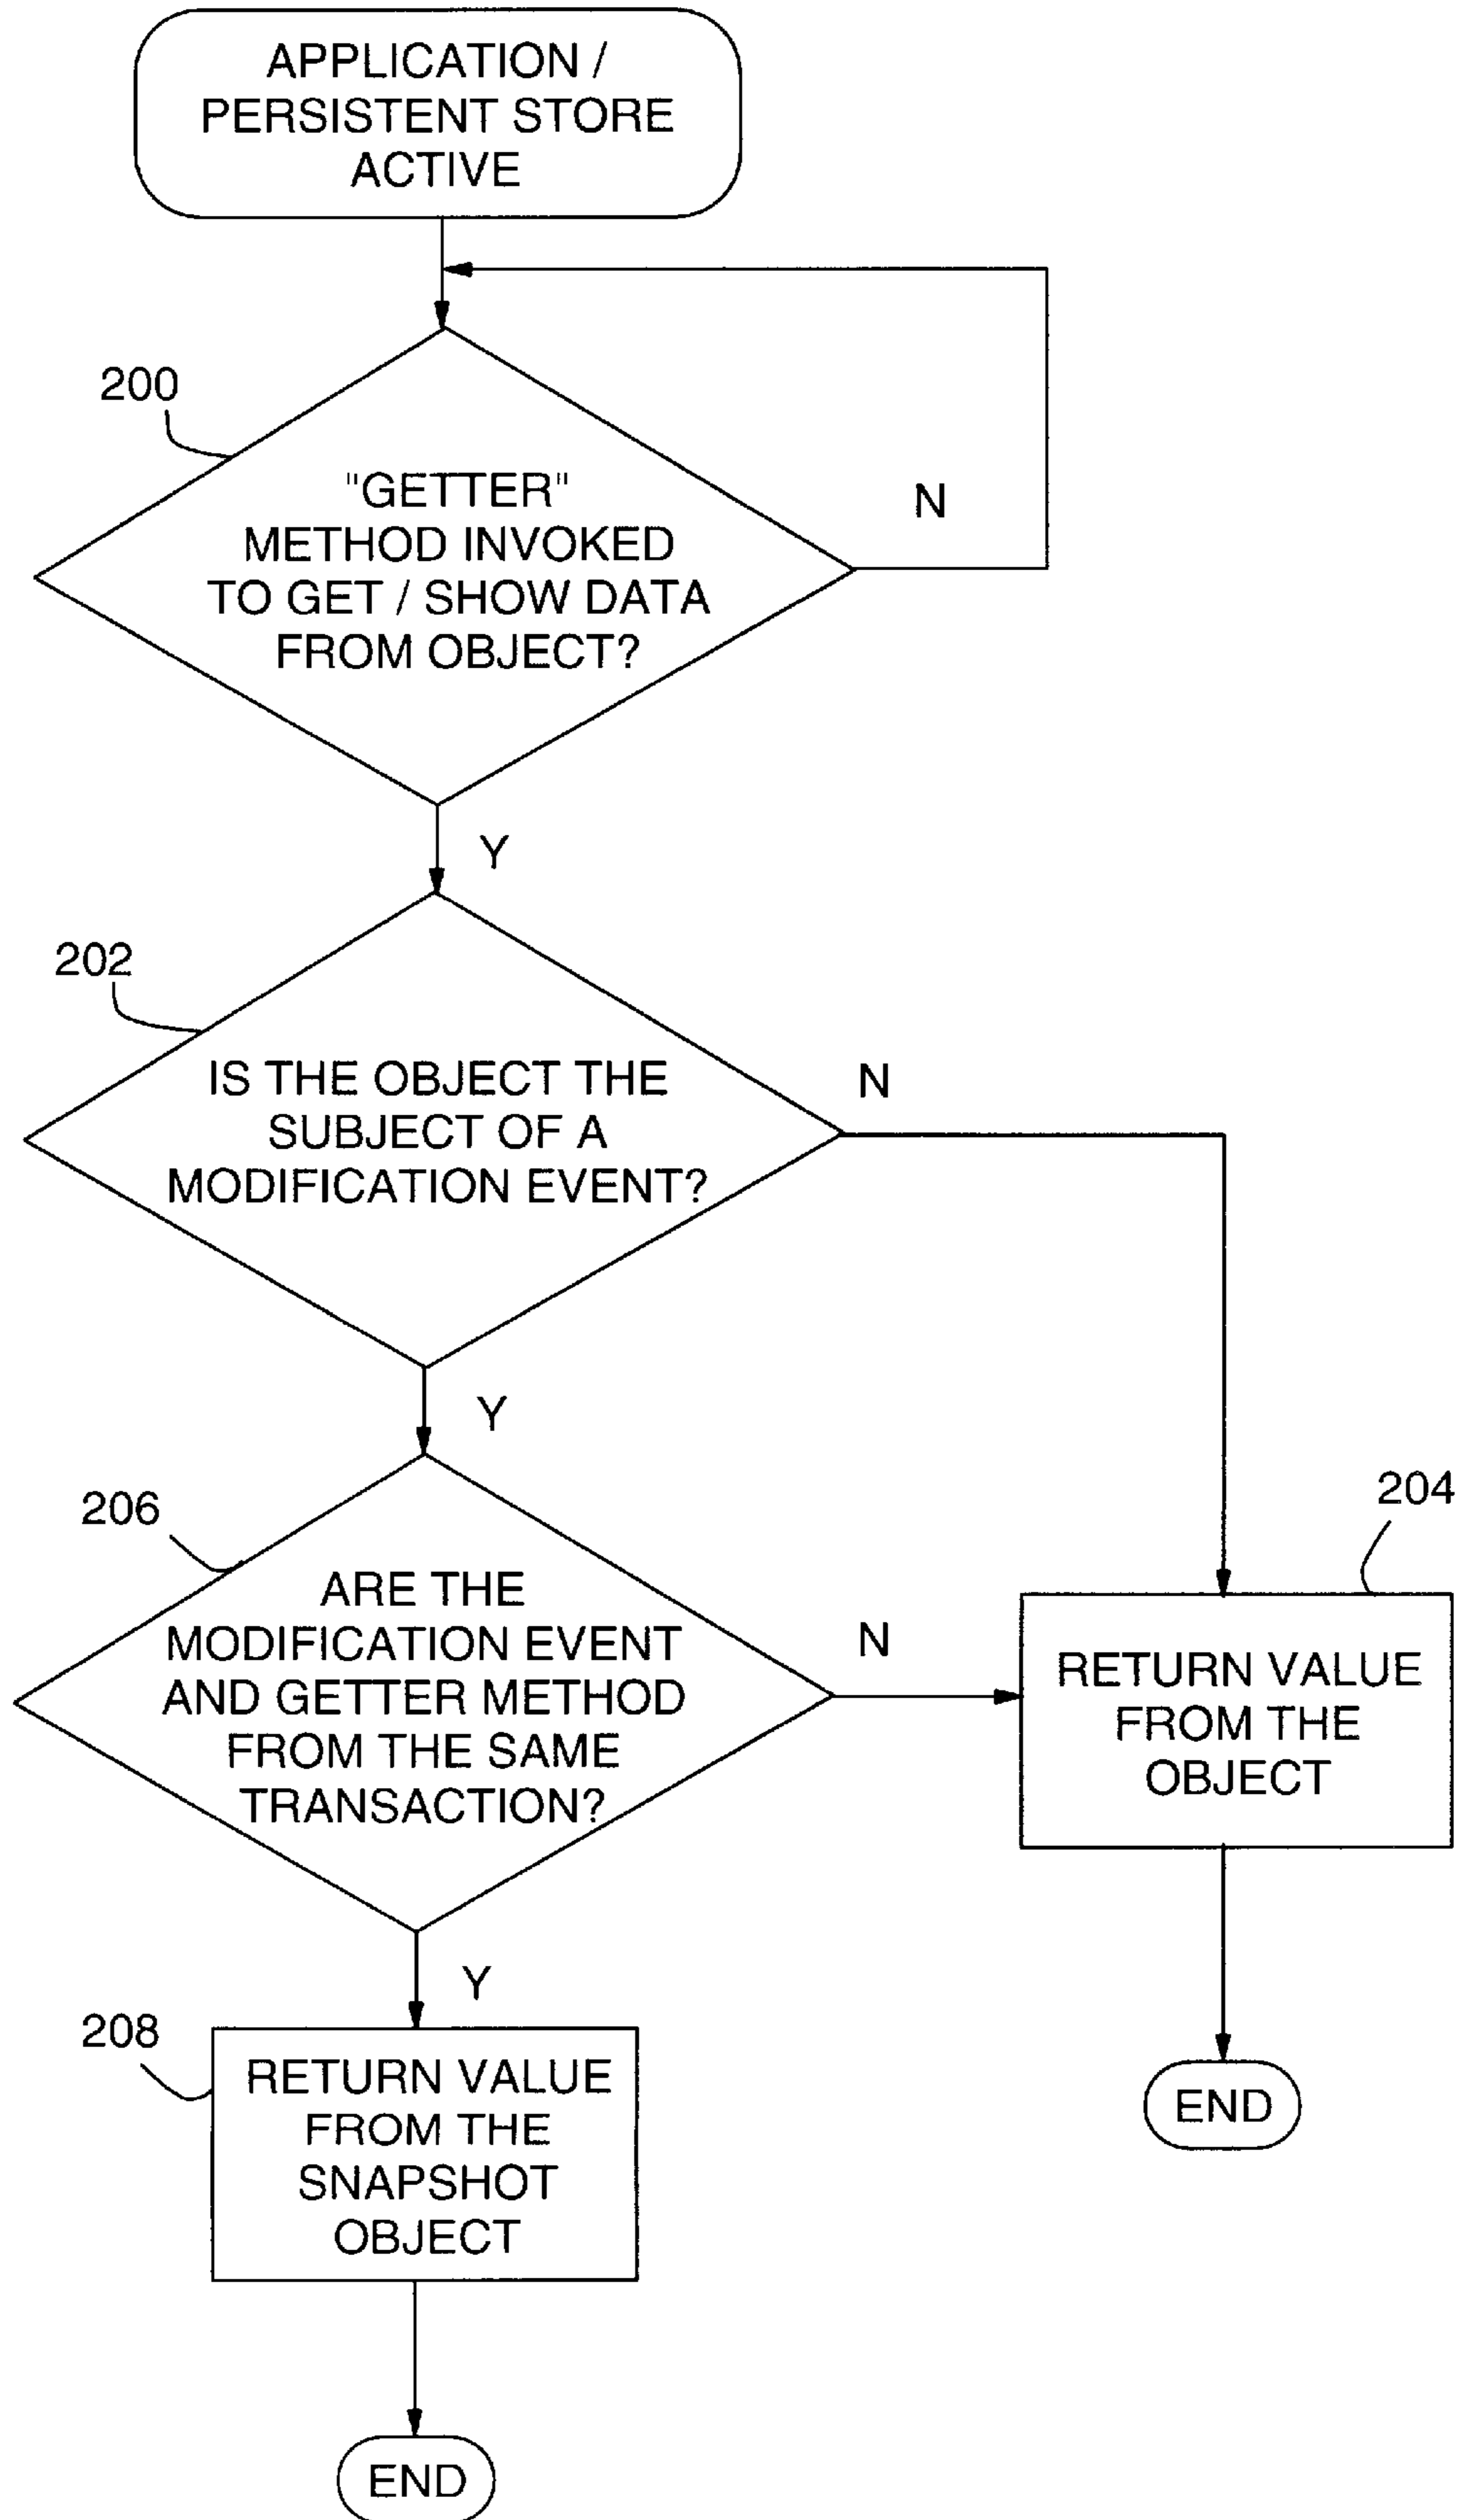 APPLICATION /
PERSISTENT STORE
ACTIVE
200
"GETTER"
METHOD INVOKED
TO GET / SHOW DATA
FROM OBJECT?
N
Y
202
IS THE OBJECT THE
SUBJECT OF A
MODIFICATION EVENT?
N
Y
206
ARE THE
MODIFICATION EVENT
AND GETTER METHOD
FROM THE SAME
TRANSACTION?
N
204
RETURN VALUE
FROM THE
OBJECT
END
Y
208
RETURN VALUE
FROM THE
SNAPSHOT
OBJECT
END